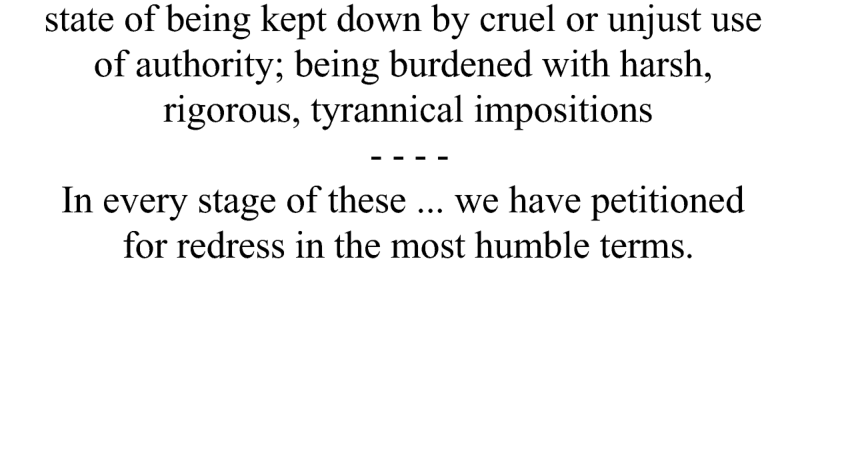 state of being kept down by cruel or unjust use
of authority; being burdened with harsh,
rigorous, tyrannical impositions
- - - -
In every stage of these ... we have petitioned
for redress in the most humble terms.